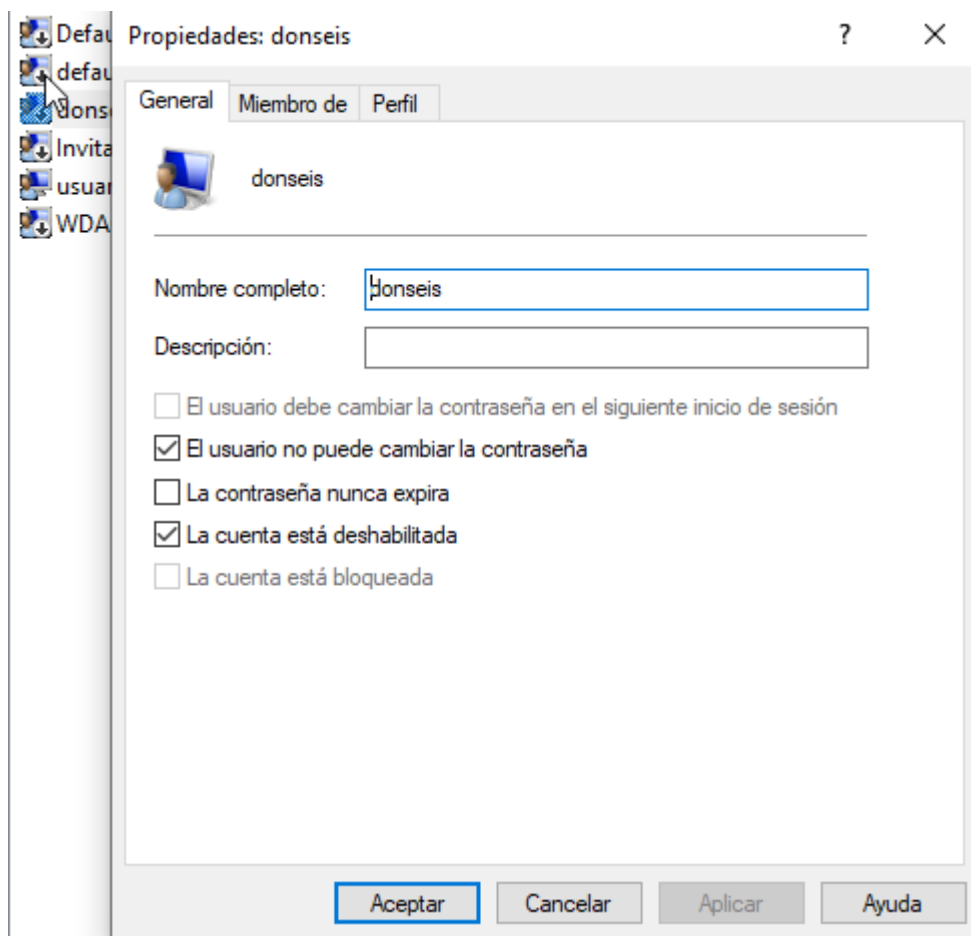 Defau
defau
donse
Invita
usuar
WDA
Propiedades: donseis
?
General Miembro de Perfil
donseis
Nombre completo: donseis
Descripción:
El usuario debe cambiar la contraseña en el siguiente inicio de sesión
El usuario no puede cambiar la contraseña
La contraseña nunca expira
La cuenta está deshabilitada
La cuenta está bloqueada
Aceptar Cancelar Aplicar Ayuda